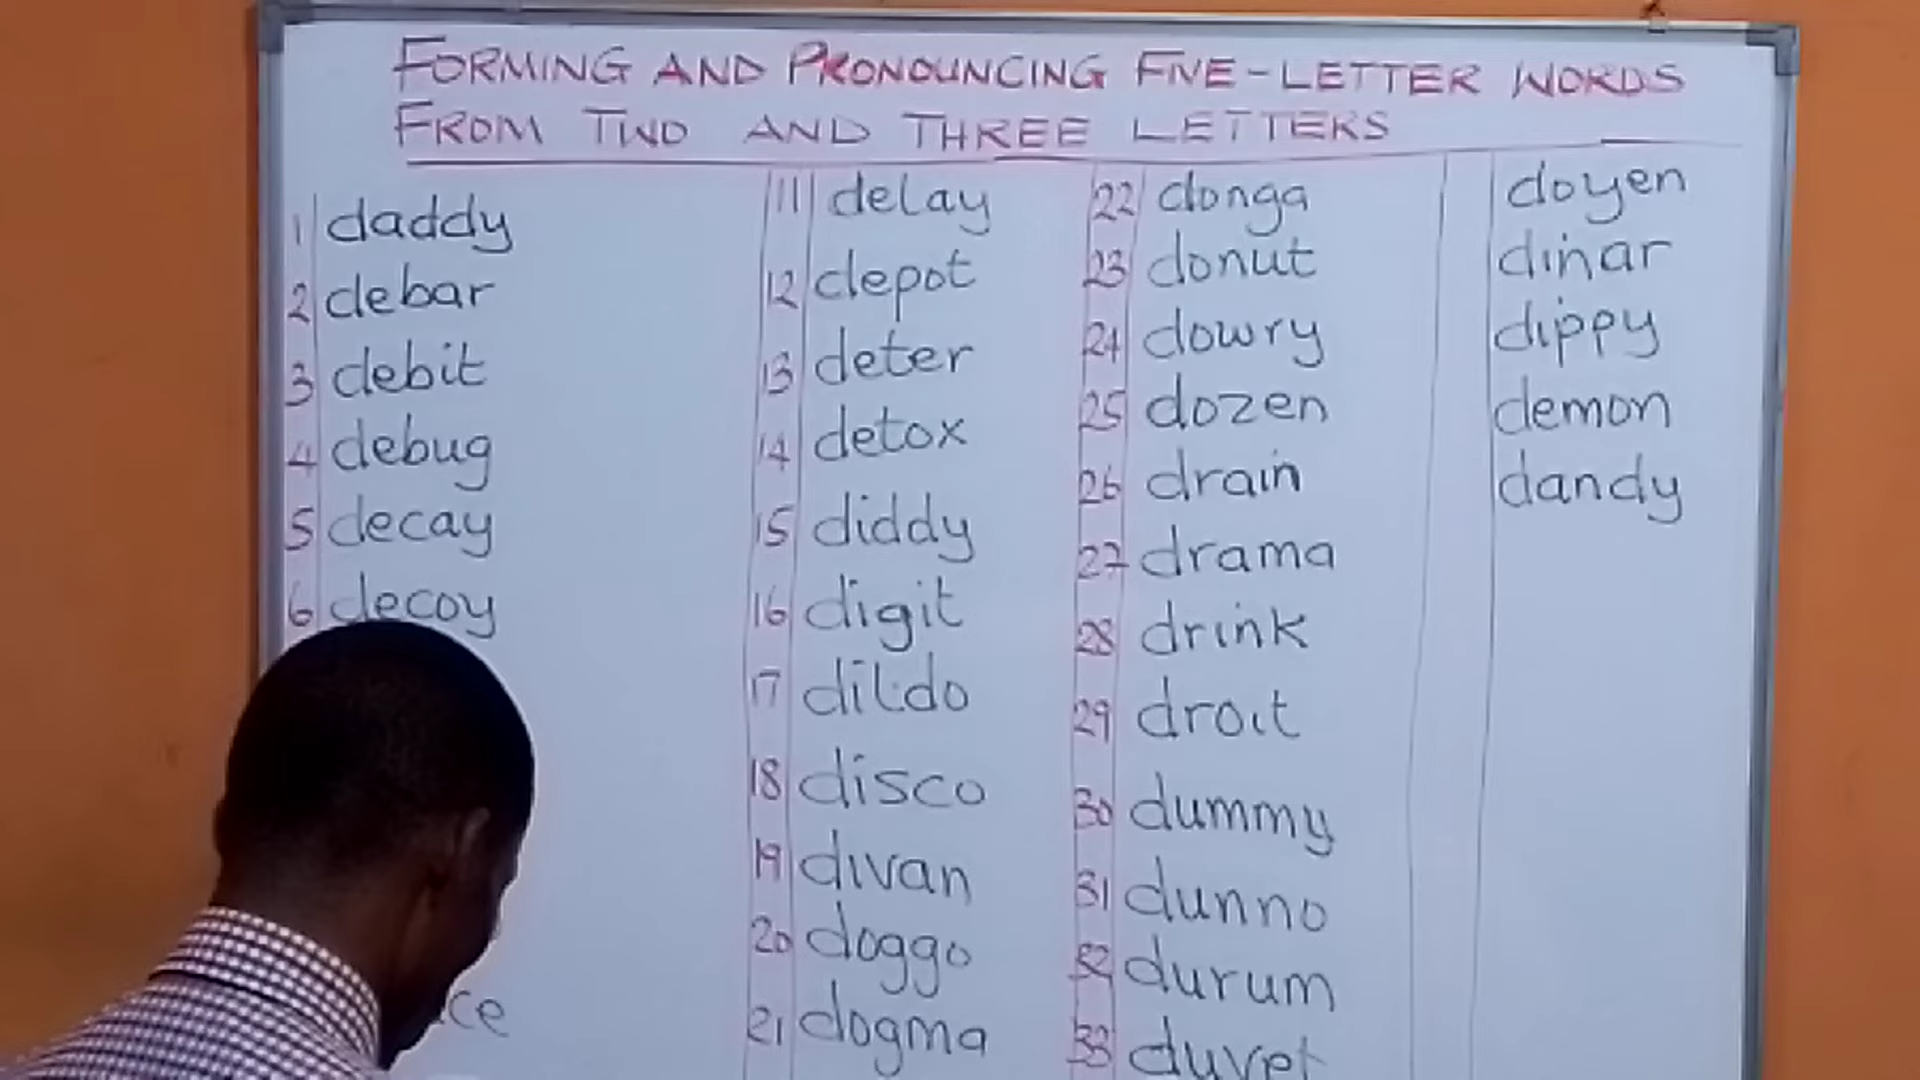 FORMING AND PRONOUNCING FIVE-LETTER WORDS
FROM TWO AND THREE LETTERS
1 daddy
2 debar
3 debit
4 debug
5 decay
6 decoy
ce
11 delay
12 depot
13 deter
14 detox
15 diddy
16 digit
17 dildo
18 disco
19 divan
20 doggo
21 dogma
22 donga
23 donut
24 dowry
25 dozen
26 drain
27 drama
28 drink
29 droit
30 dummy
31 dunno
32 durum
33 duvet
doyen
dinar
dippy
demon
dandy